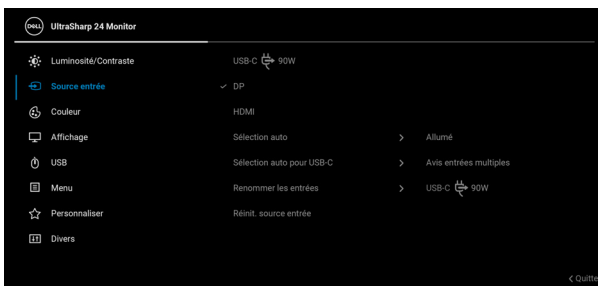 DELL UltraSharp 24 Monitor
Luminosité/Contraste USB-C 90W
Source entrée DP
Couleur HDMI
Affichage Sélection auto Allumé
USB Sélection auto pour USB-C Avis entrées multiples
Menu Renommer les entrées USB-C 90W
Personnaliser Réinit. source entrée
Divers
Quitte